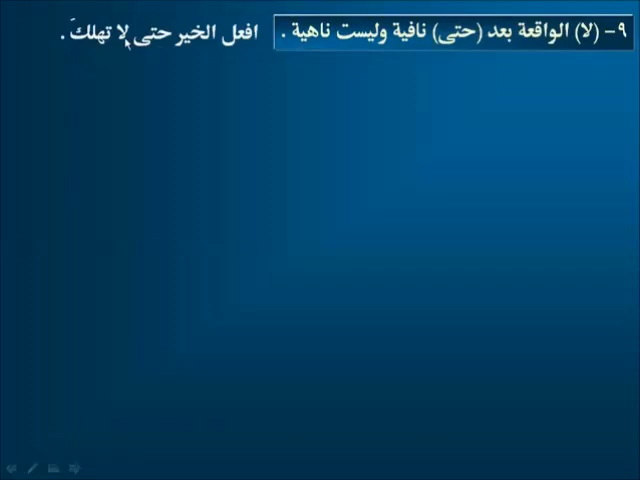 ٩- (لا) الواقعة بعد (حتى) نافية وليست ناهية . افعل الخير حتى لا تهلكَ .